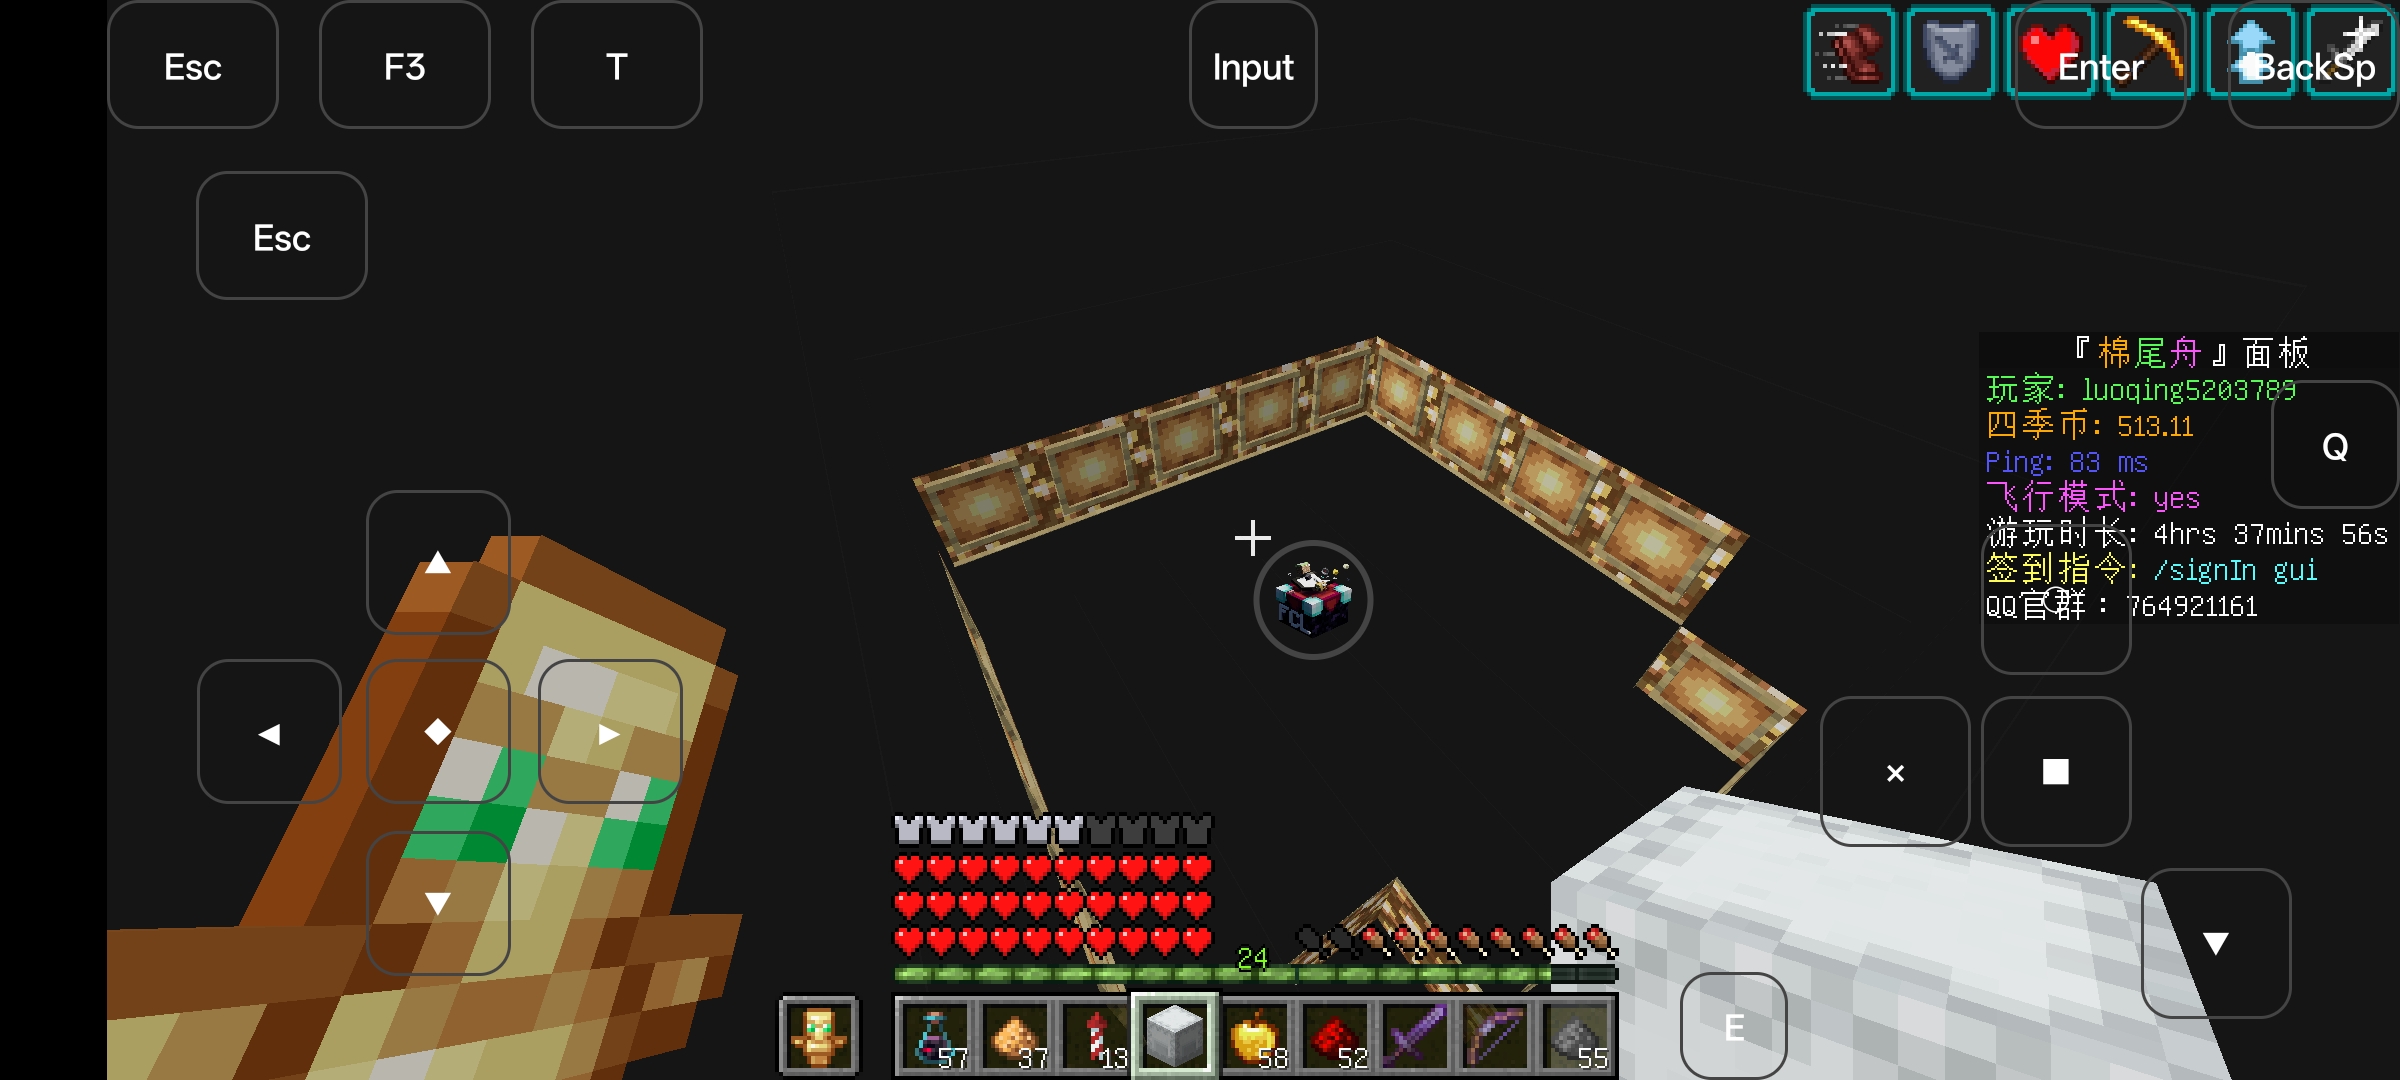 Esc F3 T Input Enter BackSp
Esc
『棉尾舟』面板
玩家: luoqing5203789
四季币: 513.11
Q
Ping: 83 ms
飞行模式: yes
游玩时长: 4hrs 37mins 56s
签到指令: /signIn gui
QQ官群: 764921161
FCL
24
E
57 37 13 58 52 55